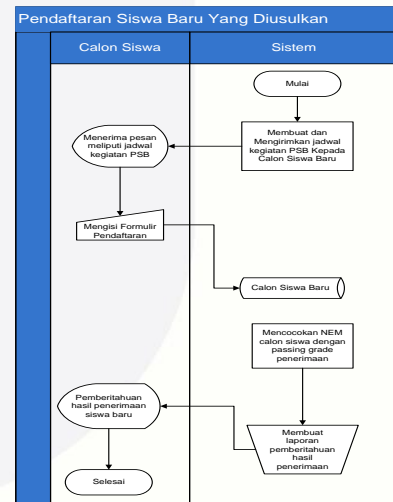 Pendaftaran Siswa Baru Yang Diusulkan
Calon Siswa
Sistem
Mulai
Membuat dan
Mengirimkan jadwal
kegiatan PSB Kepada
Calon Siswa Baru
Menerima pesan
meliputi jadwal
kegiatan PSB
Mengisi Formulir
Pendaftaran
Calon Siswa Baru
Mencocokan NEM
calon siswa dengan
passing grade
penerimaan
Pemberitahuan
hasil penerimaan
siswa baru
Membuat
laporan
pemberitahuan
hasil
penerimaan
Selesai